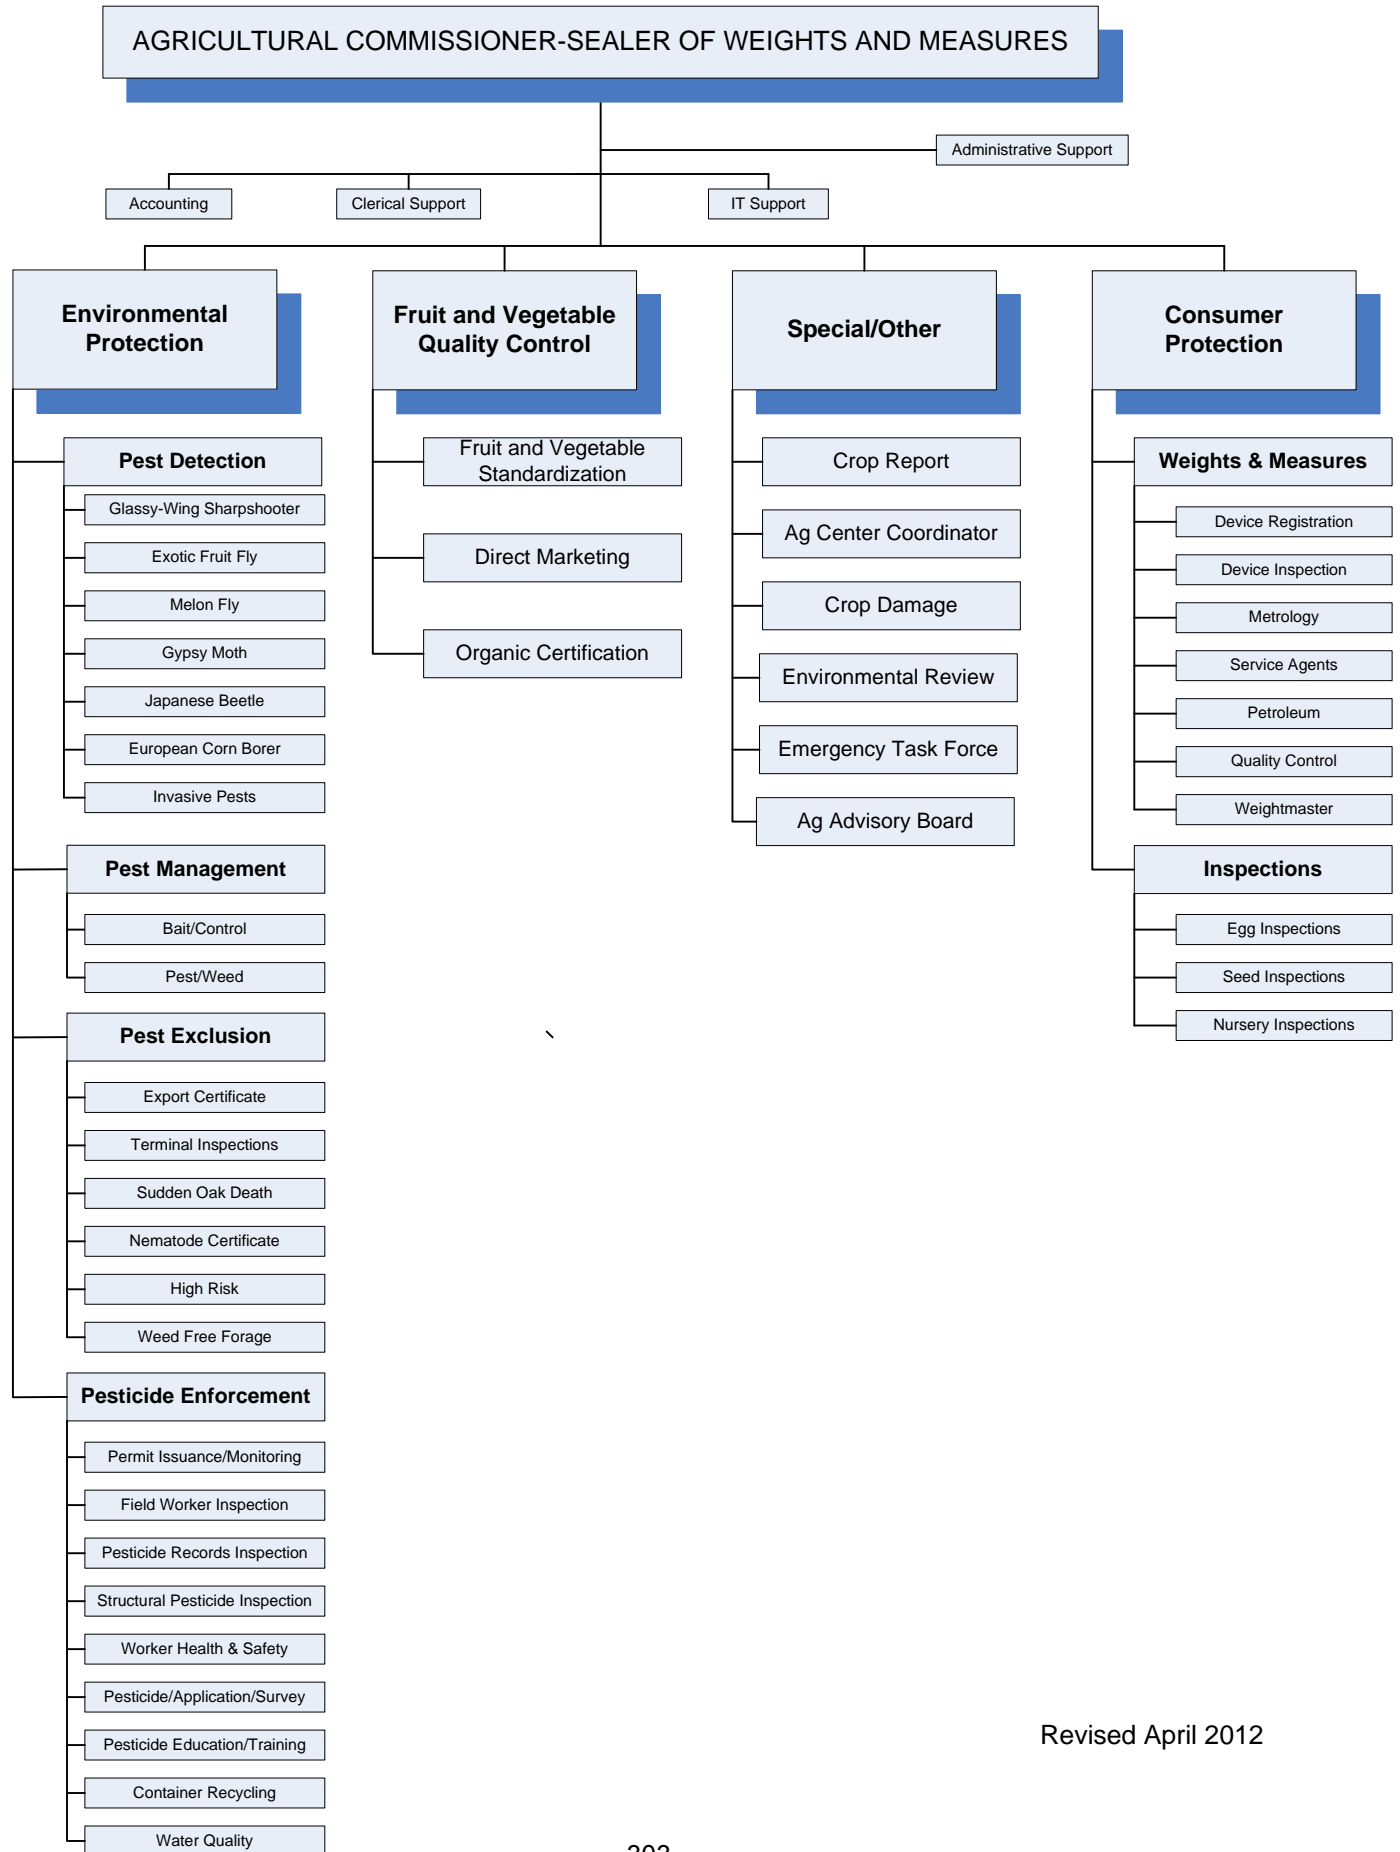 AGRICULTURAL COMMISSIONER-SEALER OF WEIGHTS AND MEASURES
Administrative Support
Accounting
Clerical Support
IT Support
Environmental
Protection
Pest Detection
Glassy-Wing Sharpshooter
Exotic Fruit Fly
Melon Fly
Gypsy Moth
Japanese Beetle
European Corn Borer
Invasive Pests
Pest Management
Bait/Control
Pest/Weed
Pest Exclusion
Export Certificate
Terminal Inspections
Sudden Oak Death
Nematode Certificate
High Risk
Weed Free Forage
Pesticide Enforcement
Permit Issuance/Monitoring
Field Worker Inspection
Pesticide Records Inspection
Structural Pesticide Inspection
Worker Health & Safety
Pesticide/Application/Survey
Pesticide Education/Training
Container Recycling
Water Quality
Fruit and Vegetable
Quality Control
Fruit and Vegetable
Standardization
Direct Marketing
Organic Certification
Special/Other
Crop Report
Ag Center Coordinator
Crop Damage
Environmental Review
Emergency Task Force
Ag Advisory Board
Consumer
Protection
Weights & Measures
Device Registration
Device Inspection
Metrology
Service Agents
Petroleum
Quality Control
Weightmaster
Inspections
Egg Inspections
Seed Inspections
Nursery Inspections
Revised April 2012